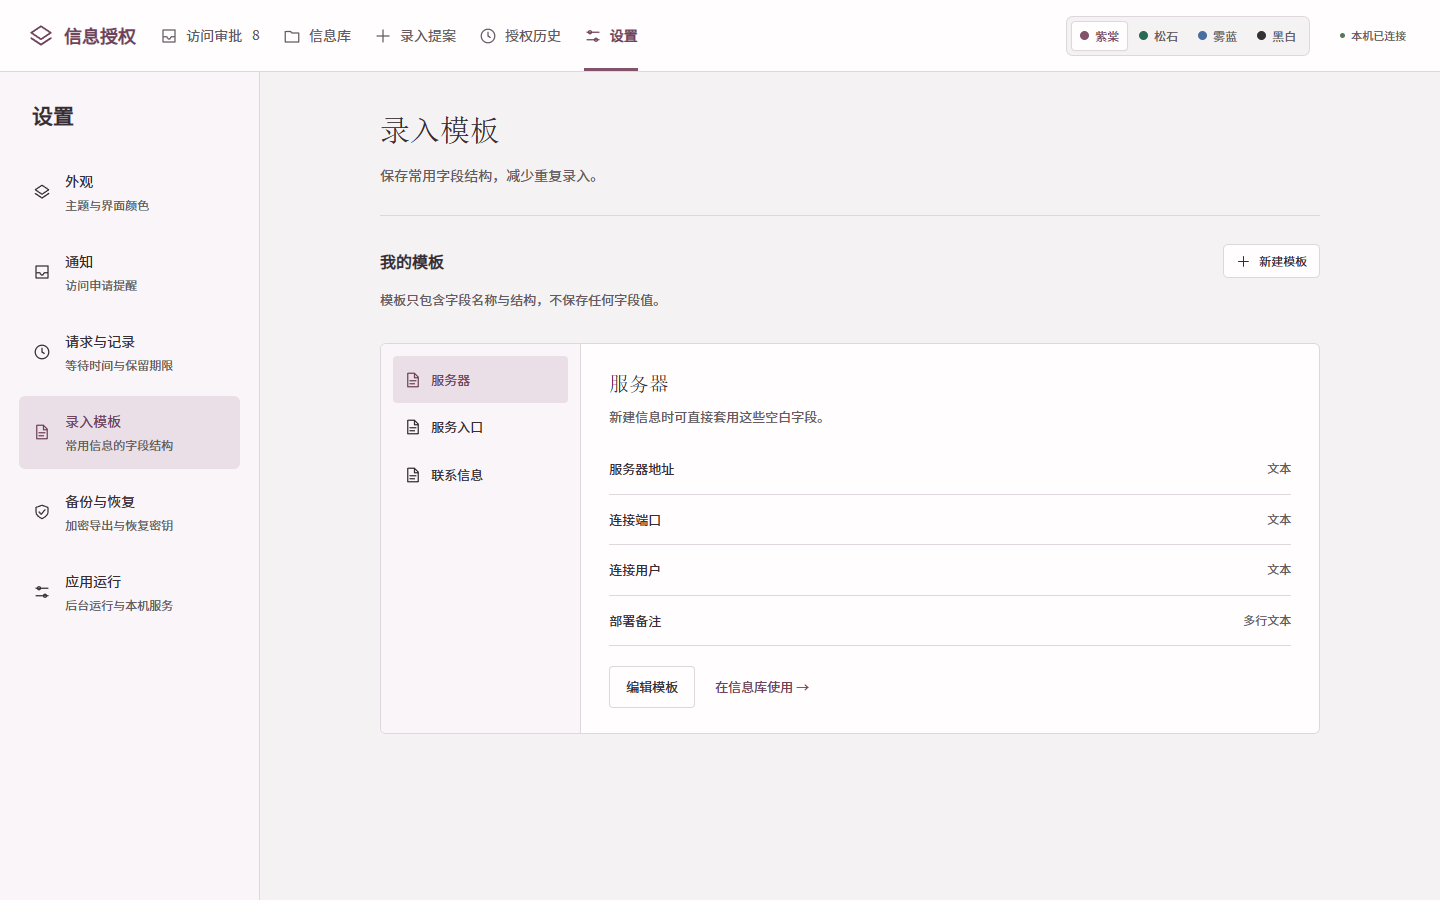 信息授权
访问审批 8
信息库
录入提案
授权历史
设置
紫棠
松石
雾蓝
黑白
本机已连接
设置
外观
主题与界面颜色
通知
访问申请提醒
请求与记录
等待时间与保留期限
录入模板
常用信息的字段结构
备份与恢复
加密导出与恢复密钥
应用运行
后台运行与本机服务
录入模板
保存常用字段结构，减少重复录入。
我的模板
新建模板
模板只包含字段名称与结构，不保存任何字段值。
服务器
服务入口
联系信息
服务器
新建信息时可直接套用这些空白字段。
服务器地址 文本
连接端口 文本
连接用户 文本
部署备注 多行文本
编辑模板
在信息库使用 →